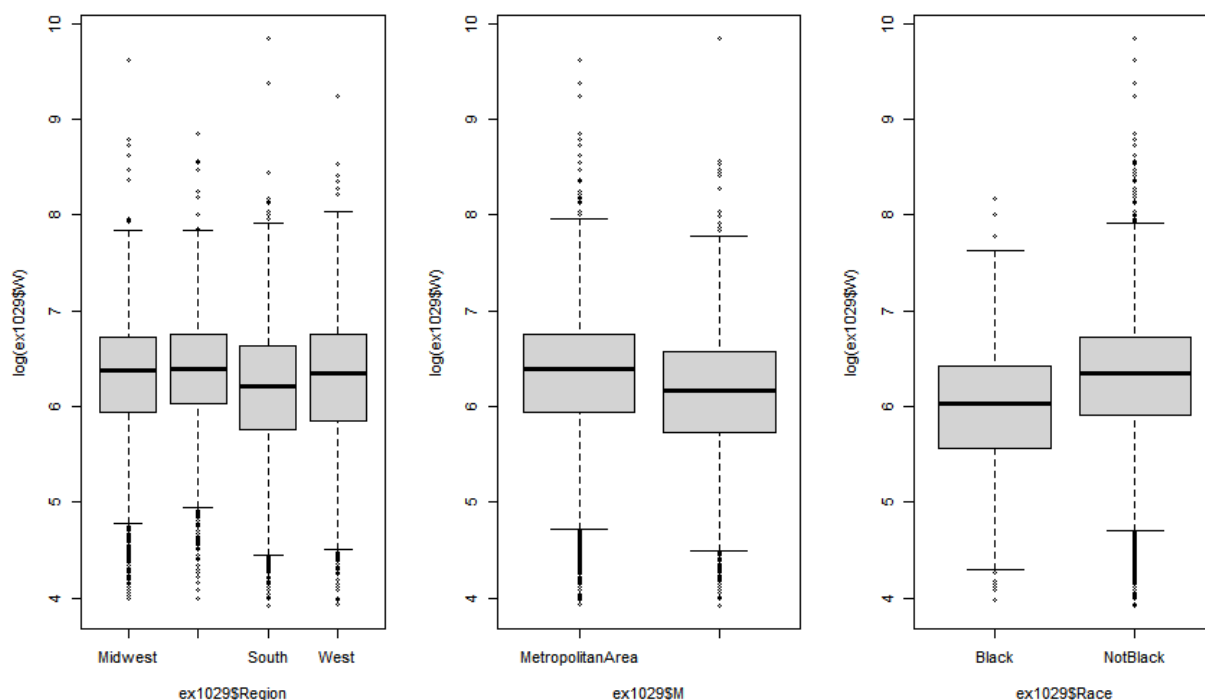 log(ex1029$W)
10
9
8
7
6
5
4
Midwest South West
ex1029$Region
log(ex1029$W)
10
9
8
7
6
5
4
MetropolitanArea
ex1029$M
log(ex1029$W)
10
9
8
7
6
5
4
Black NotBlack
ex1029$Race